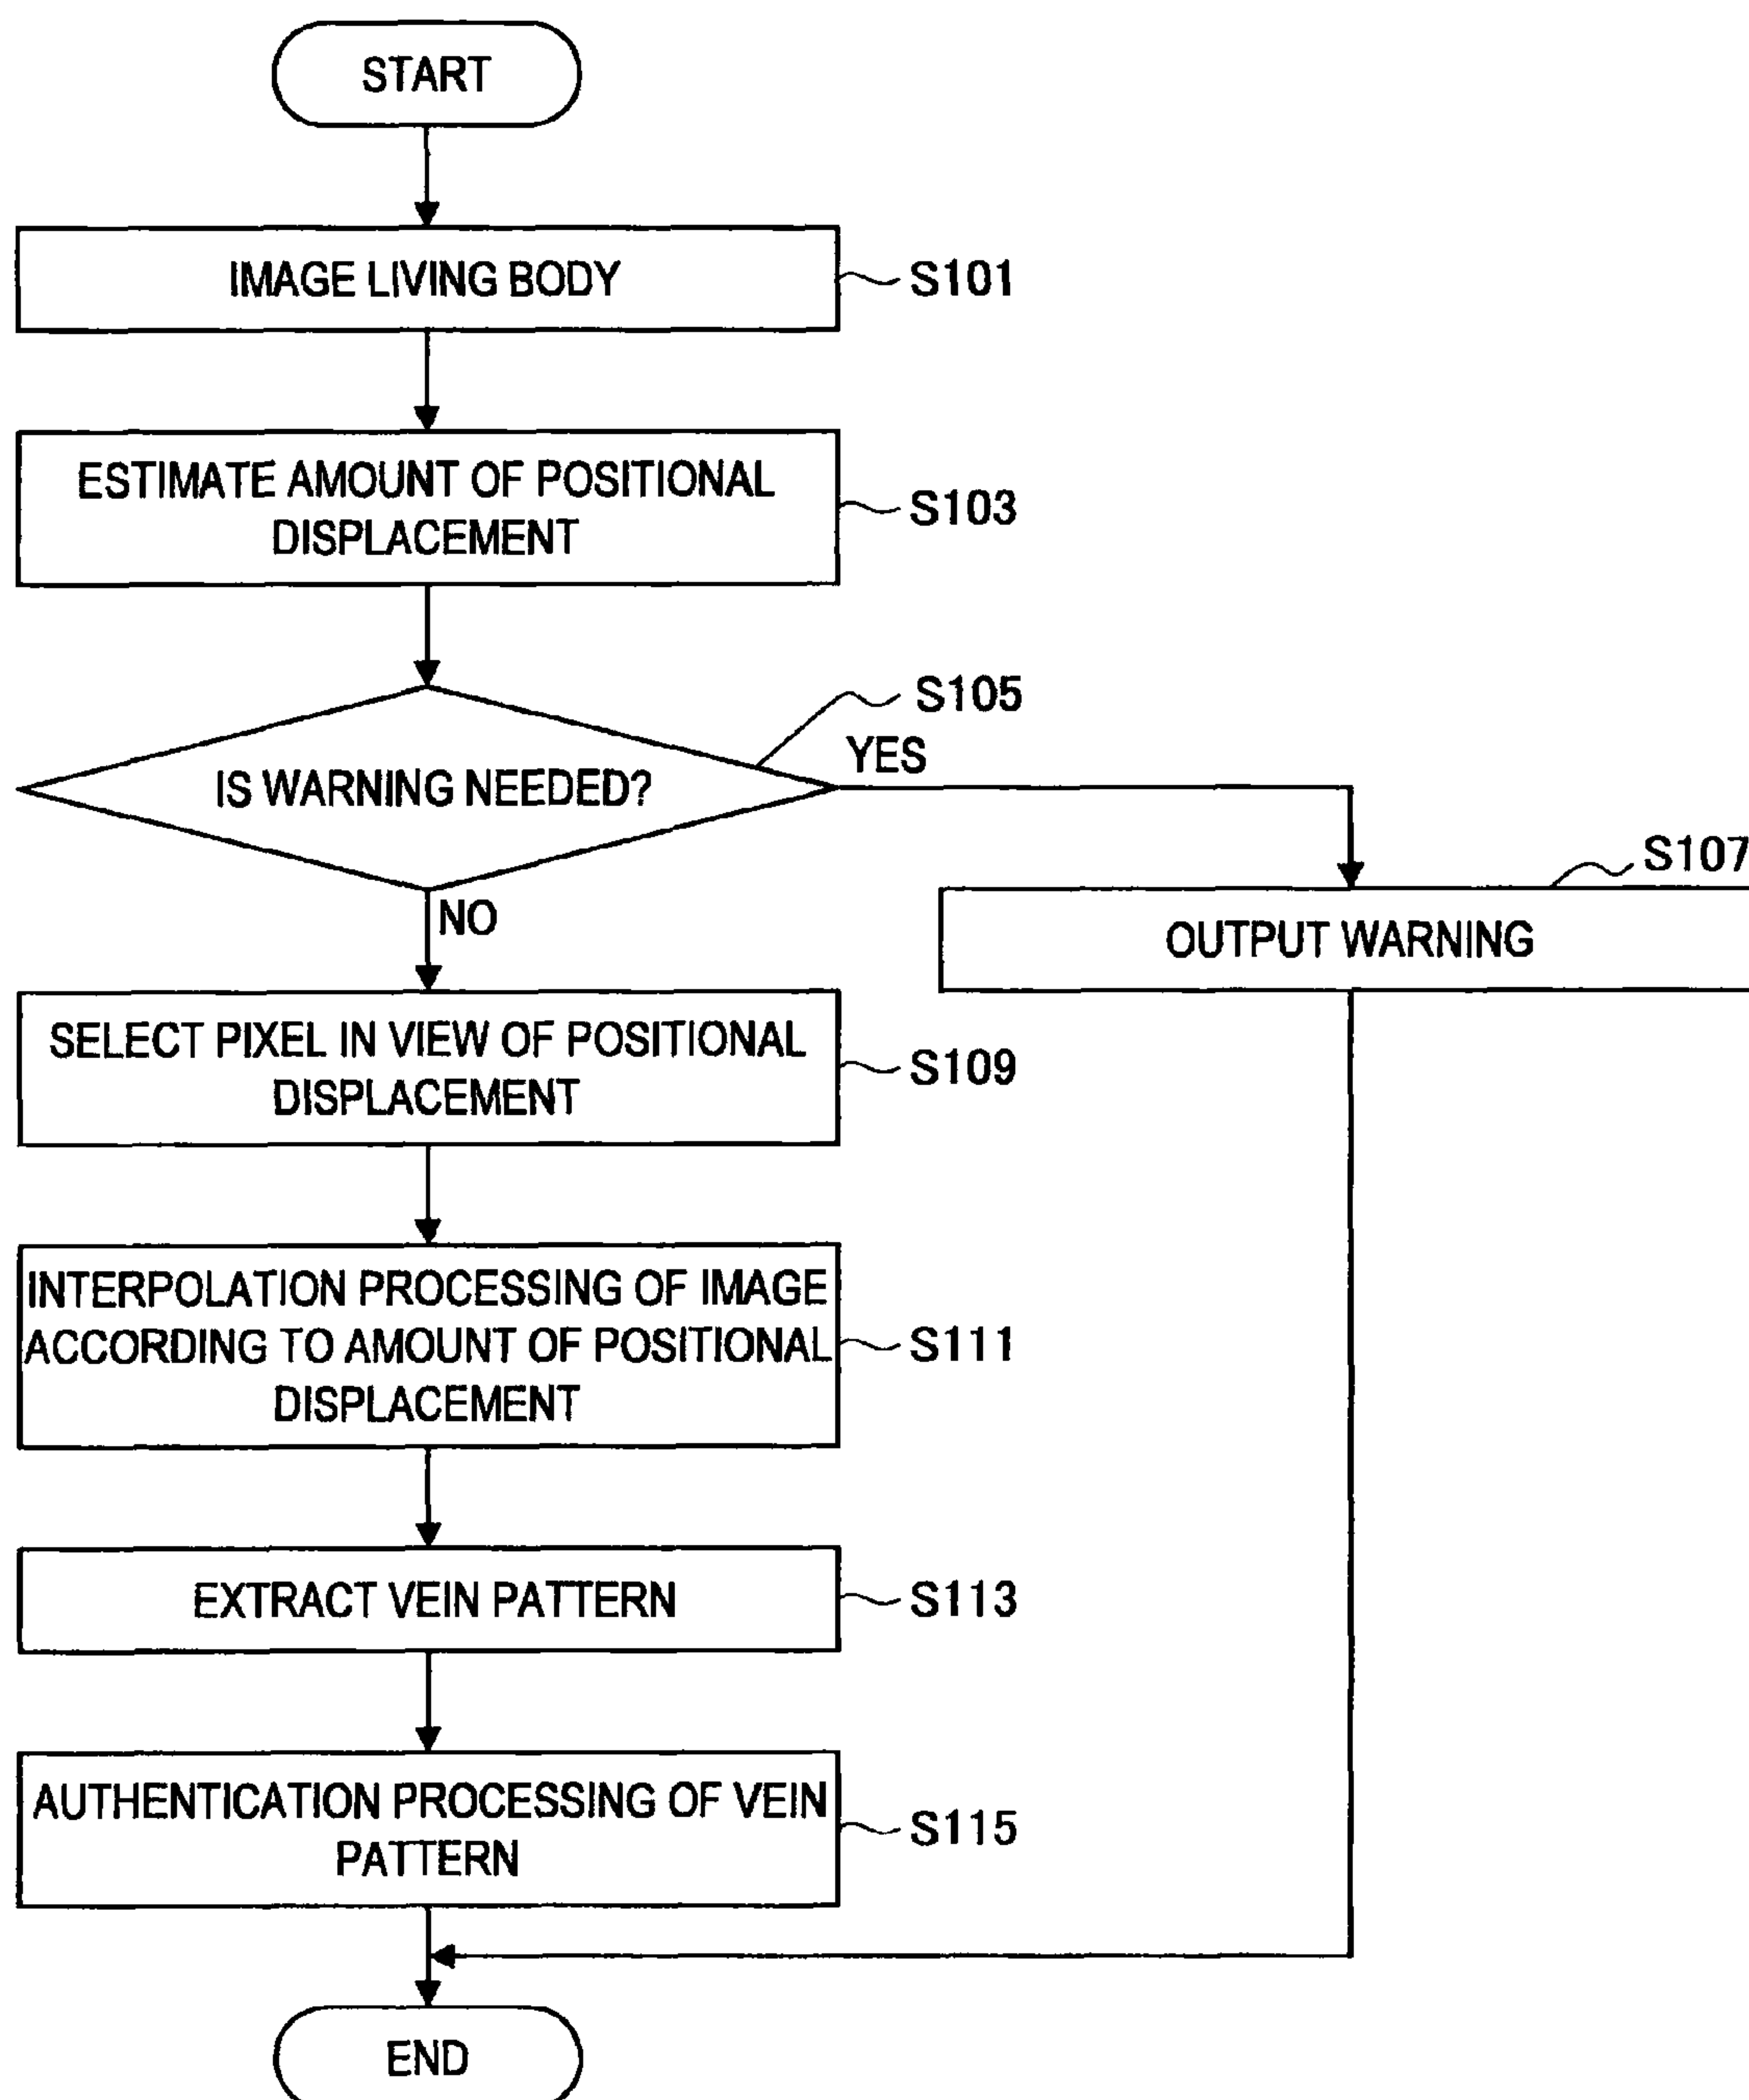 START
IMAGE LIVING BODY
S101
ESTIMATE AMOUNT OF POSITIONAL
DISPLACEMENT
S103
S105
IS WARNING NEEDED?
YES
NO
S107
OUTPUT WARNING
SELECT PIXEL IN VIEW OF POSITIONAL
DISPLACEMENT
S109
INTERPOLATION PROCESSING OF IMAGE
ACCORDING TO AMOUNT OF POSITIONAL
DISPLACEMENT
S111
EXTRACT VEIN PATTERN
S113
AUTHENTICATION PROCESSING OF VEIN
PATTERN
S115
END